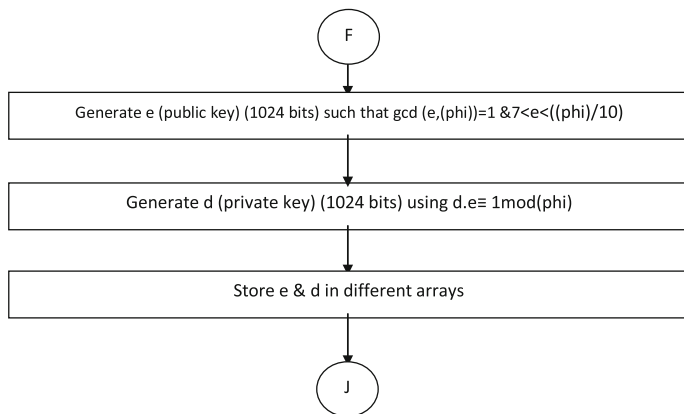 F
Generate e (public key) (1024 bits) such that gcd (e,(phi))=1 &7<e<((phi)/10)
Generate d (private key) (1024 bits) using d.e≡ 1mod(phi)
Store e & d in different arrays
J